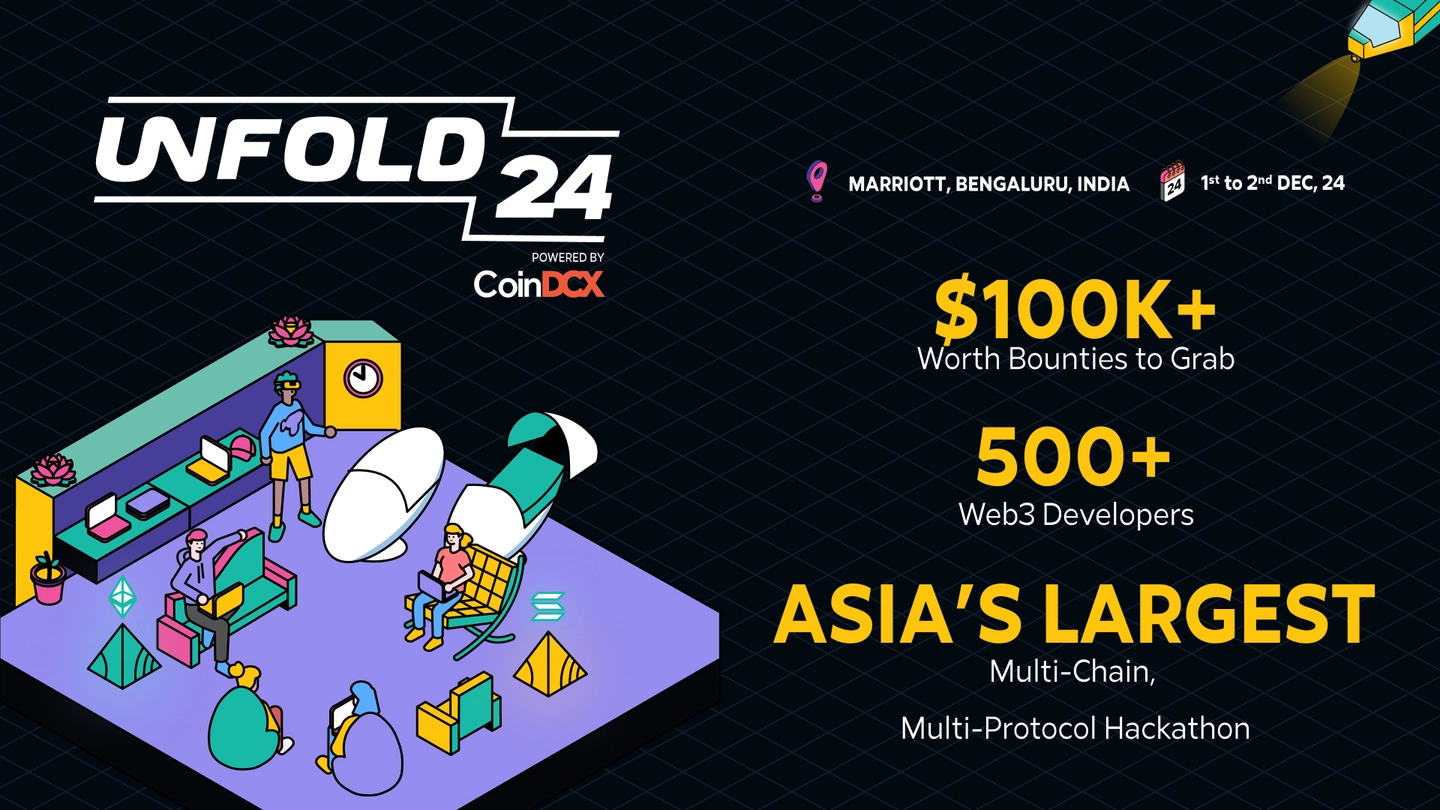 UNFOLD
24
POWERED BY
CoinDCX
MARRIOTT, BENGALURU, INDIA
24
1st to 2nd DEC, 24
$100K+
Worth Bounties to Grab
500+
Web3 Developers
ASIA’S LARGEST
Multi-Chain,
Multi-Protocol Hackathon